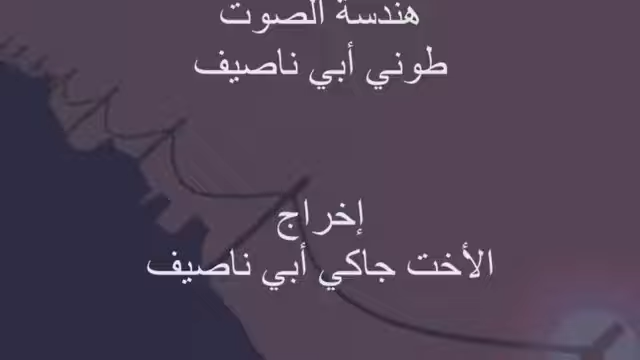 هندسة الصوت
طوني أبي ناصيف
إخراج
الأخت جاكي أبي ناصيف